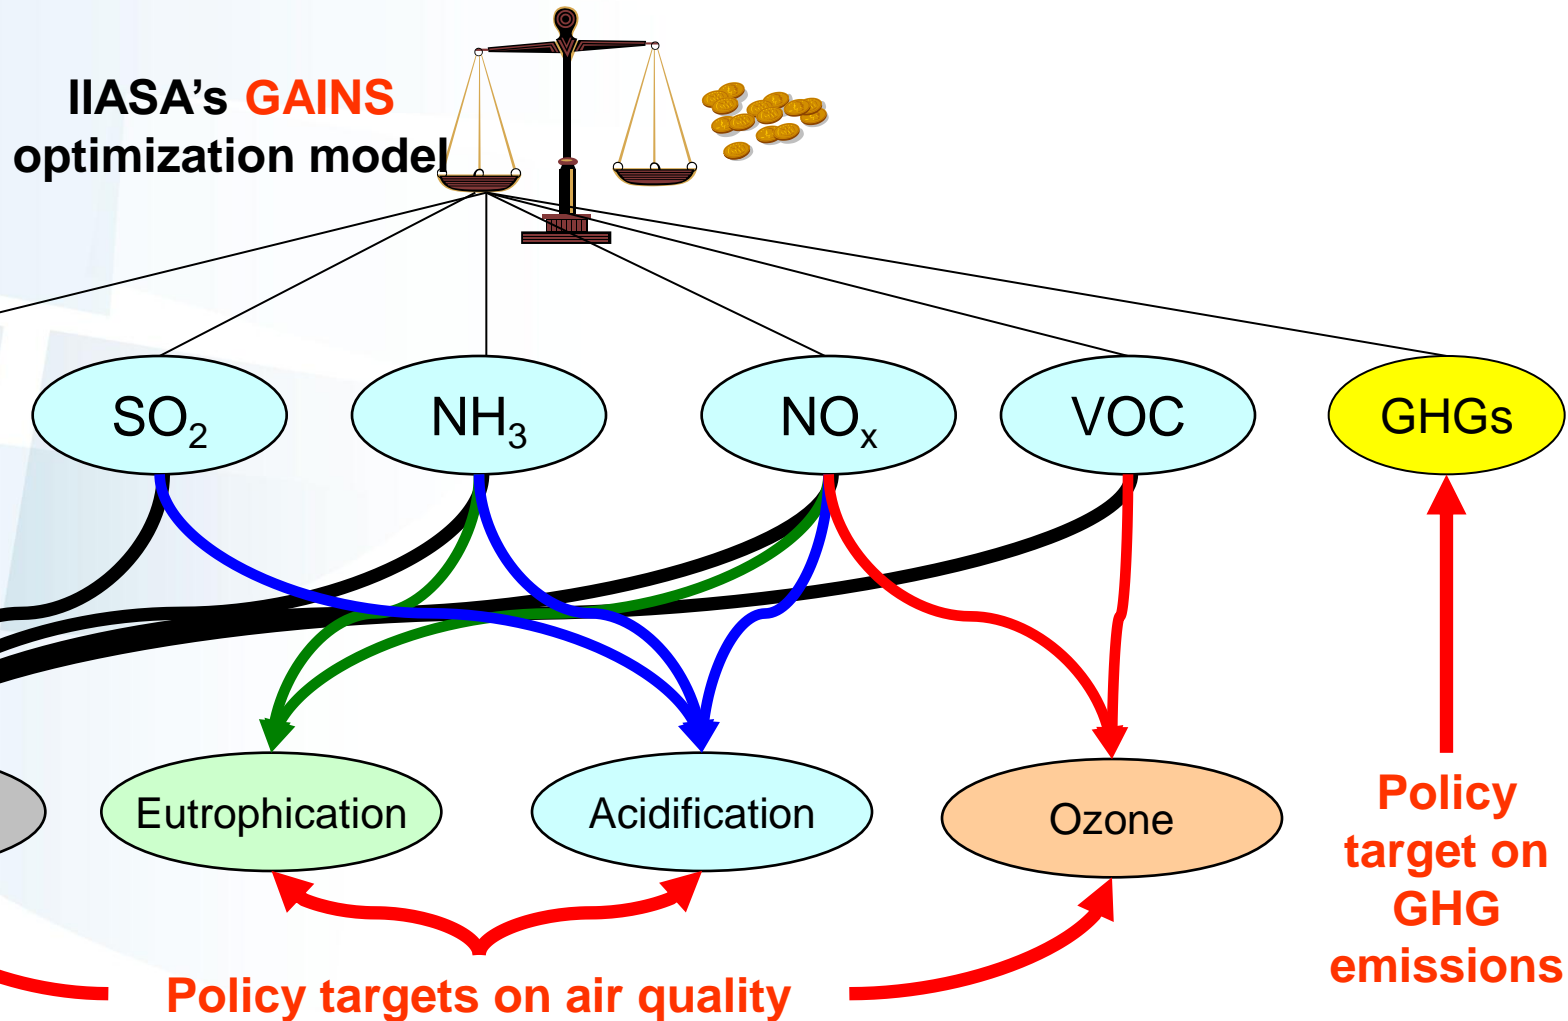 IIASA's GAINS
optimization model
SO₂ NH₃ NOₓ VOC GHGs
Eutrophication Acidification Ozone
Policy
target on
GHG
emissions
Policy targets on air quality